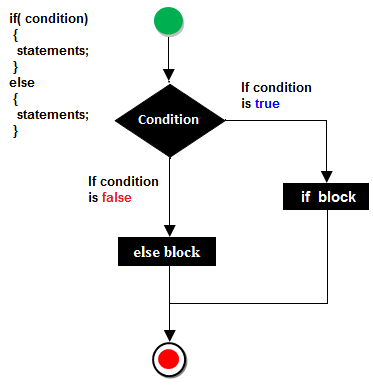 if( condition)
{
statements;
}
else
{
statements;
}
Condition
If condition
is true
If condition
is false
if block
else block